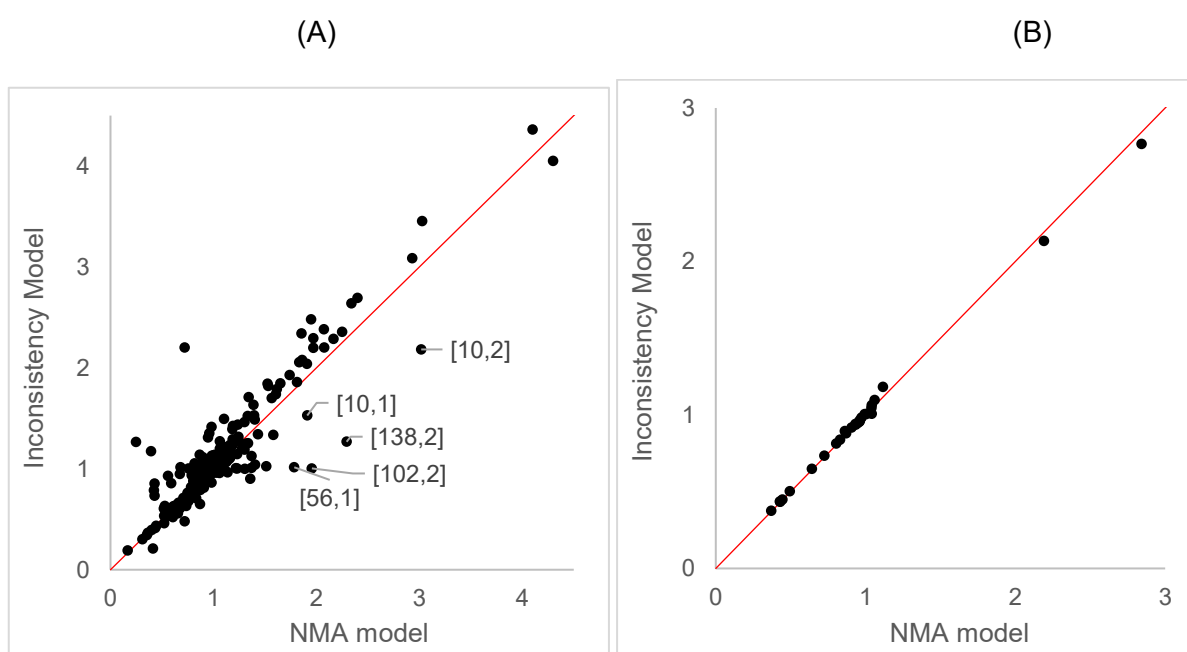 (A)
Inconsistency Model
4
3
2
1
0
[10,2]
[10,1]
[138,2]
[102,2]
[56,1]
0 1 2 3 4
NMA model
(B)
Inconsistency Model
3
2
1
0
0 1 2 3
NMA model